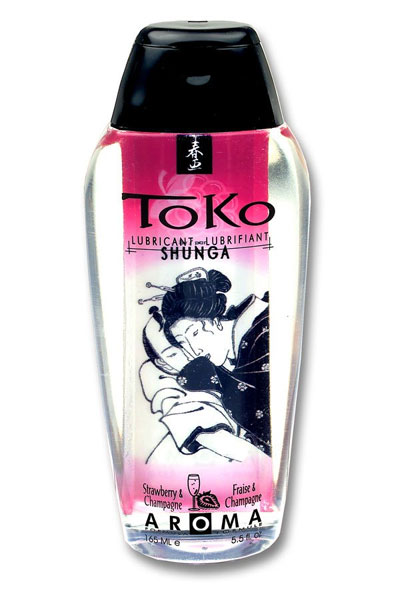 春画
TOKO
LUBRICANT LUBRIFIANT
SHUNGA
Strawberry & Champagne
Fraise & Champagne
AROMA
165 ML e
5.5 fl. oz